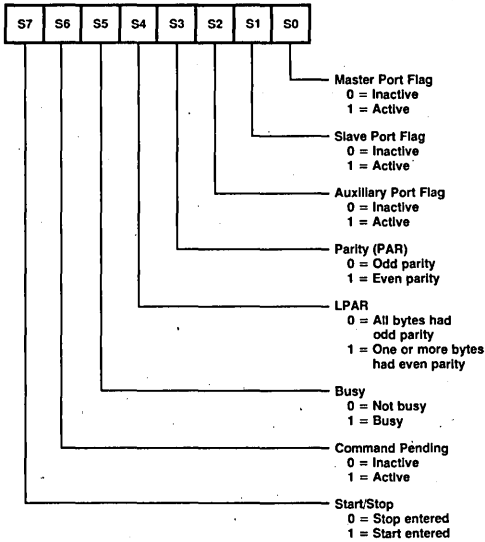 S7 S6 S5 S4 S3 S2 S1 S0
Master Port Flag
0 = Inactive
1 = Active
Slave Port Flag
0 = Inactive
1 = Active
Auxiliary Port Flag
0 = Inactive
1 = Active
Parity (PAR)
0 = Odd parity
1 = Even parity
LPAR
0 = All bytes had
odd parity
1 = One or more bytes
had even parity
Busy
0 = Not busy
1 = Busy
Command Pending
0 = Inactive
1 = Active
Start/Stop
0 = Stop entered
1 = Start entered